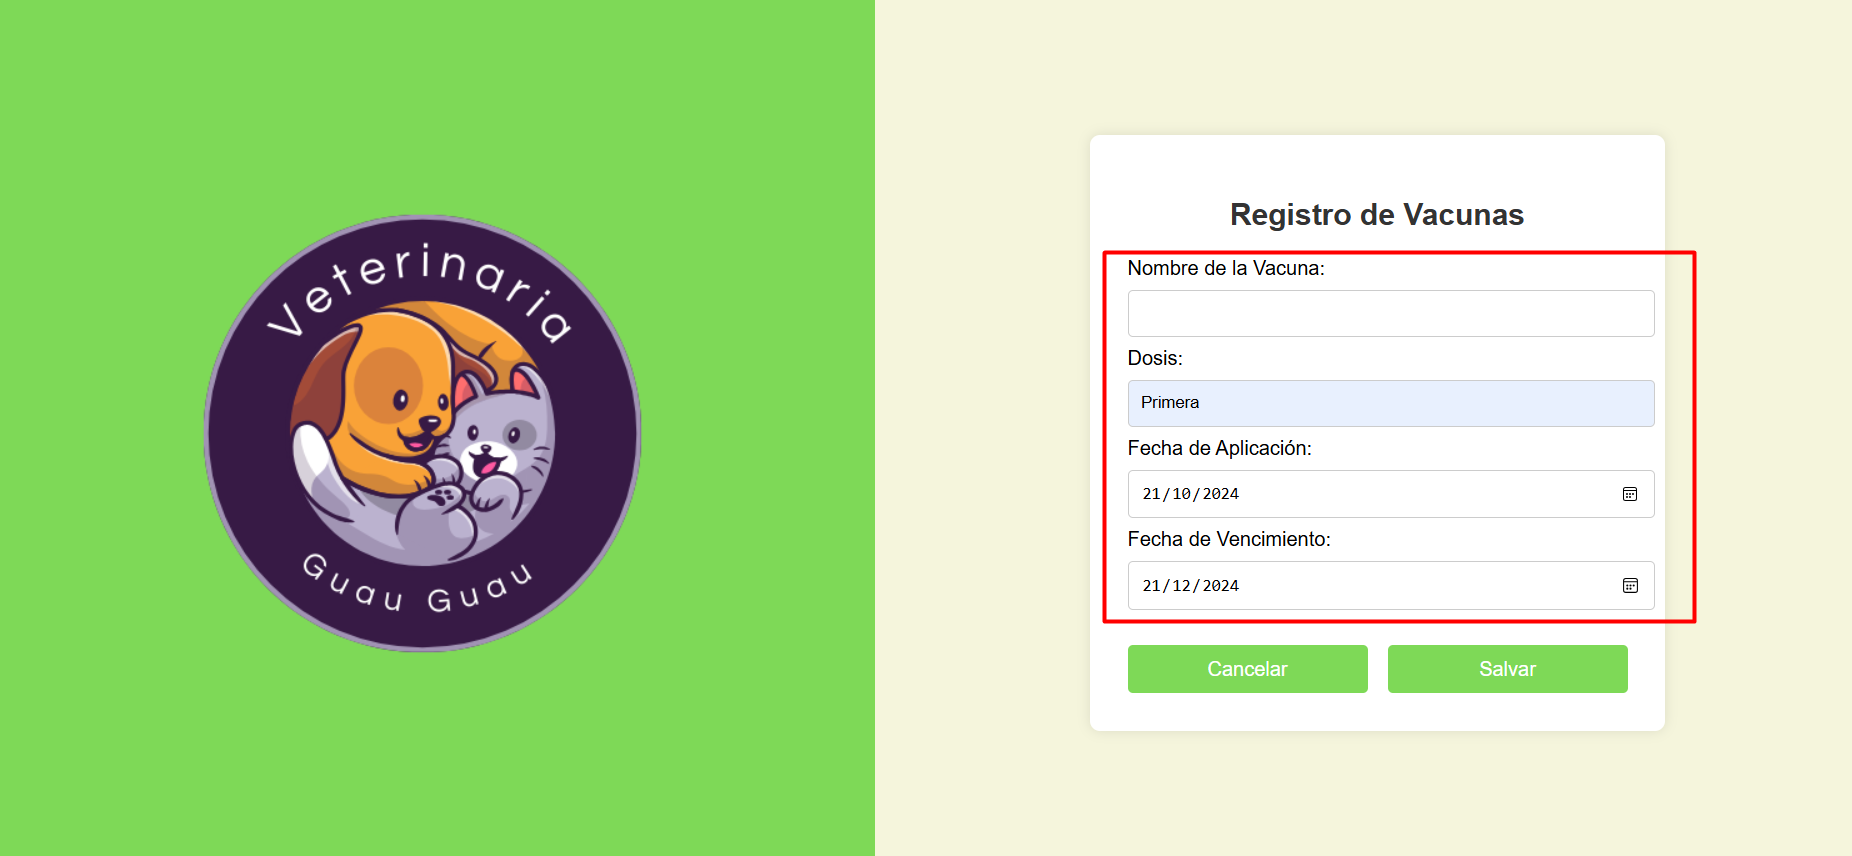 Veterinaria
Guau Guau
Registro de Vacunas
Nombre de la Vacuna:
Dosis:
Primera
Fecha de Aplicación:
21/10/2024
Fecha de Vencimiento:
21/12/2024
Cancelar
Salvar